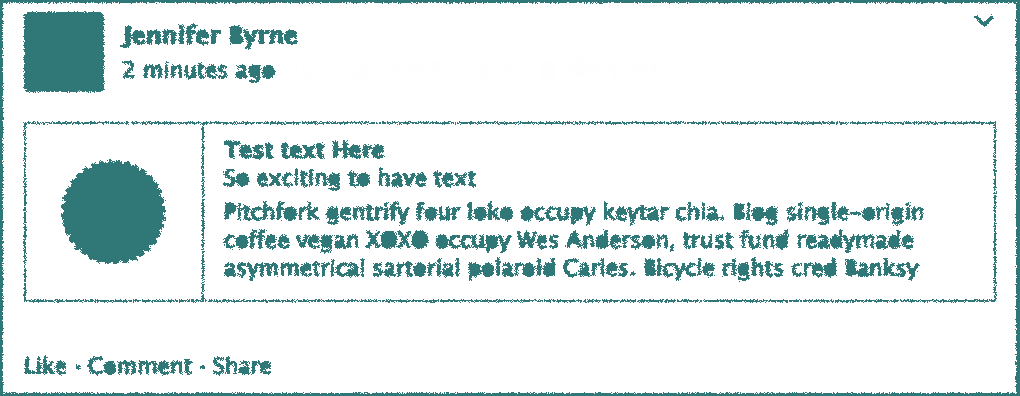 Jennifer Byrne
2 minutes ago
Test text Here
So exciting to have text
Pitchfork gentrify four loko occupy keytar chia. Blog single-origin
coffee vegan XOXO occupy Wes Anderson, trust fund readymade
asymmetrical sartorial polaroid Carles. Bicycle rights cred Banksy
Like · Comment · Share